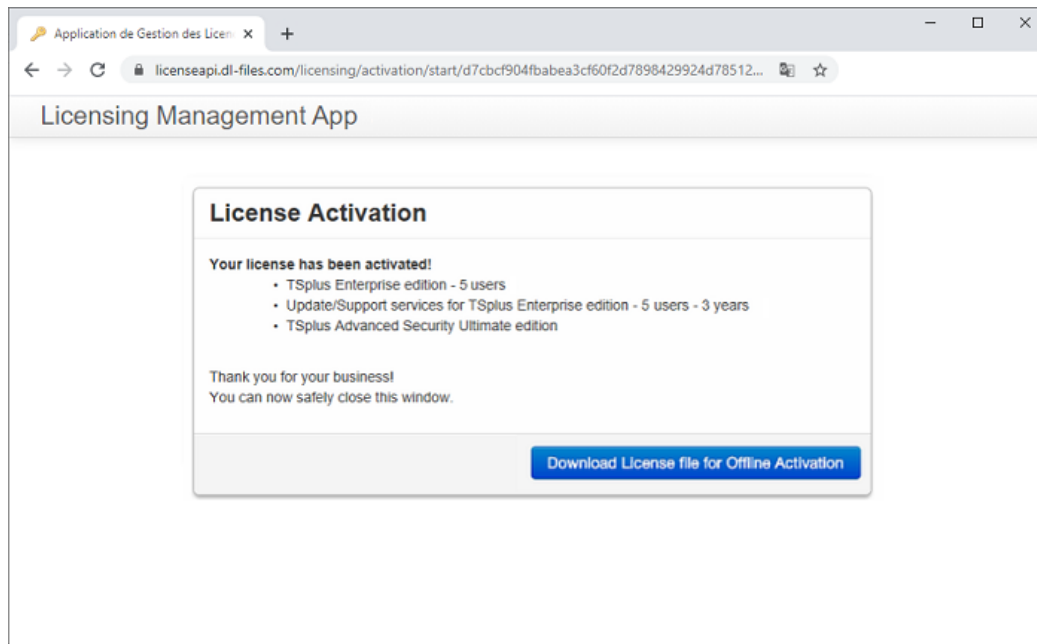 Application de Gestion des Licen
licenseapi.dl-files.com/licensing/activation/start/d7cbcf904fbabea3cf60f2d7898429924d78512...
Licensing Management App
License Activation
Your license has been activated!
• TSplus Enterprise edition - 5 users
• Update/Support services for TSplus Enterprise edition - 5 users - 3 years
• TSplus Advanced Security Ultimate edition
Thank you for your business!
You can now safely close this window.
Download License file for Offline Activation